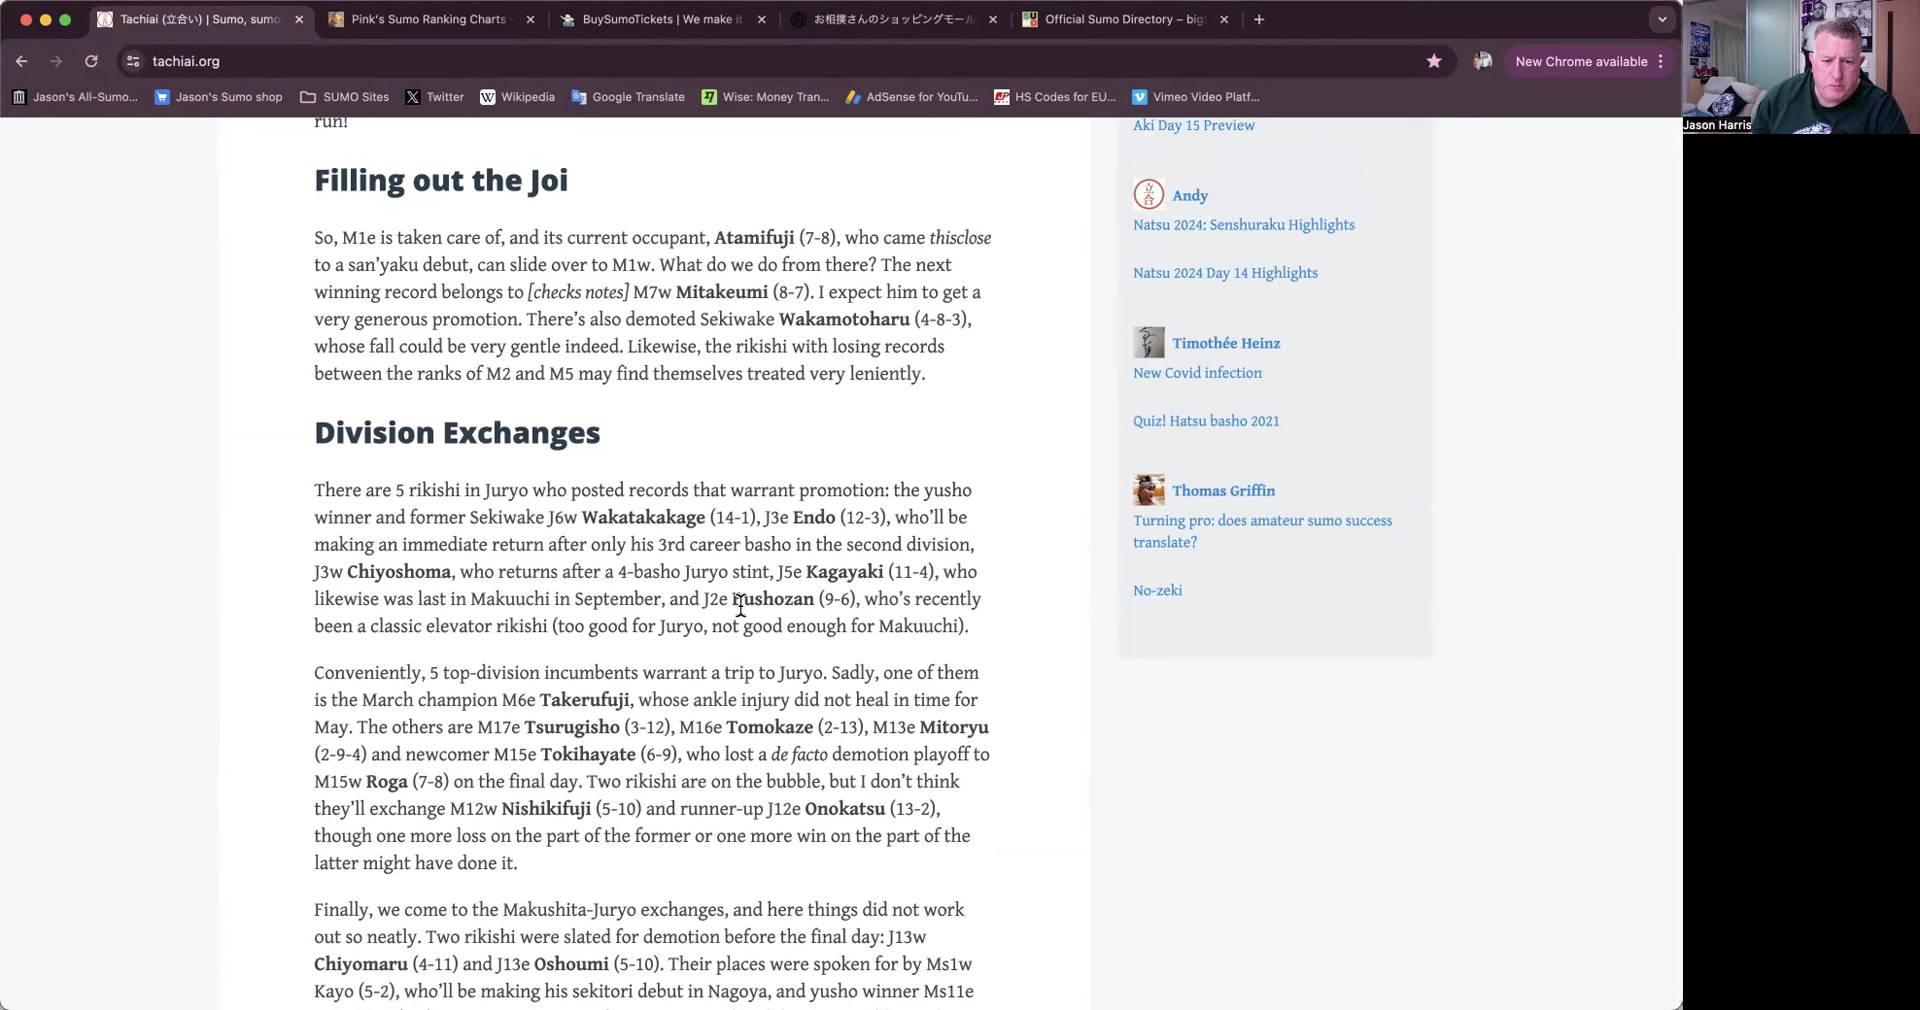 Tachiai (立合い) | Sumo, sumo
Pink's Sumo Ranking Charts
BuySumoTickets | We make it
お相撲さんのショッピングモール
Official Sumo Directory – big
tachiai.org
New Chrome available
Jason's All-Sumo...
Jason's Sumo shop
SUMO Sites
Twitter
Wikipedia
Google Translate
Wise: Money Tran...
AdSense for YouTu...
HS Codes for EU...
Vimeo Video Platf...
Jason Harris
run!
Filling out the Joi
So, M1e is taken care of, and its current occupant, Atamifuji (7-8), who came thisclose
to a san’yaku debut, can slide over to M1w. What do we do from there? The next
winning record belongs to [checks notes] M7w Mitakeumi (8-7). I expect him to get a
very generous promotion. There’s also demoted Sekiwake Wakamotoharu (4-8-3),
whose fall could be very gentle indeed. Likewise, the rikishi with losing records
between the ranks of M2 and M5 may find themselves treated very leniently.
Division Exchanges
There are 5 rikishi in Juryo who posted records that warrant promotion: the yusho
winner and former Sekiwake J6w Wakatakakage (14-1), J3e Endo (12-3), who’ll be
making an immediate return after only his 3rd career basho in the second division,
J3w Chiyoshoma, who returns after a 4-basho Juryo stint, J5e Kagayaki (11-4), who
likewise was last in Makuuchi in September, and J2e (9-6), who’s recently
been a classic elevator rikishi (too good for Juryo, not good enough for Makuuchi).
Conveniently, 5 top-division incumbents warrant a trip to Juryo. Sadly, one of them
is the March champion M6e Takerufuji, whose ankle injury did not heal in time for
May. The others are M17e Tsurugisho (3-12), M16e Tomokaze (2-13), M13e Mitoryu
(2-9-4) and newcomer M15e Tokihayate (6-9), who lost a de facto demotion playoff to
M15w Roga (7-8) on the final day. Two rikishi are on the bubble, but I don’t think
they’ll exchange M12w Nishikifuji (5-10) and runner-up J12e Onokatsu (13-2),
though one more loss on the part of the former or one more win on the part of the
latter might have done it.
Finally, we come to the Makushita-Juryo exchanges, and here things did not work
out so neatly. Two rikishi were slated for demotion before the final day: J13w
Chiyomaru (4-11) and J13e Oshoumi (5-10). Their places were spoken for by Ms1w
Kayo (5-2), who’ll be making his sekitori debut in Nagoya, and yusho winner Ms11e
Aki Day 15 Preview
立合
Andy
Natsu 2024: Senshuraku Highlights
Natsu 2024 Day 14 Highlights
Timothée Heinz
New Covid infection
Quiz! Hatsu basho 2021
Thomas Griffin
Turning pro: does amateur sumo success
translate?
No-zeki